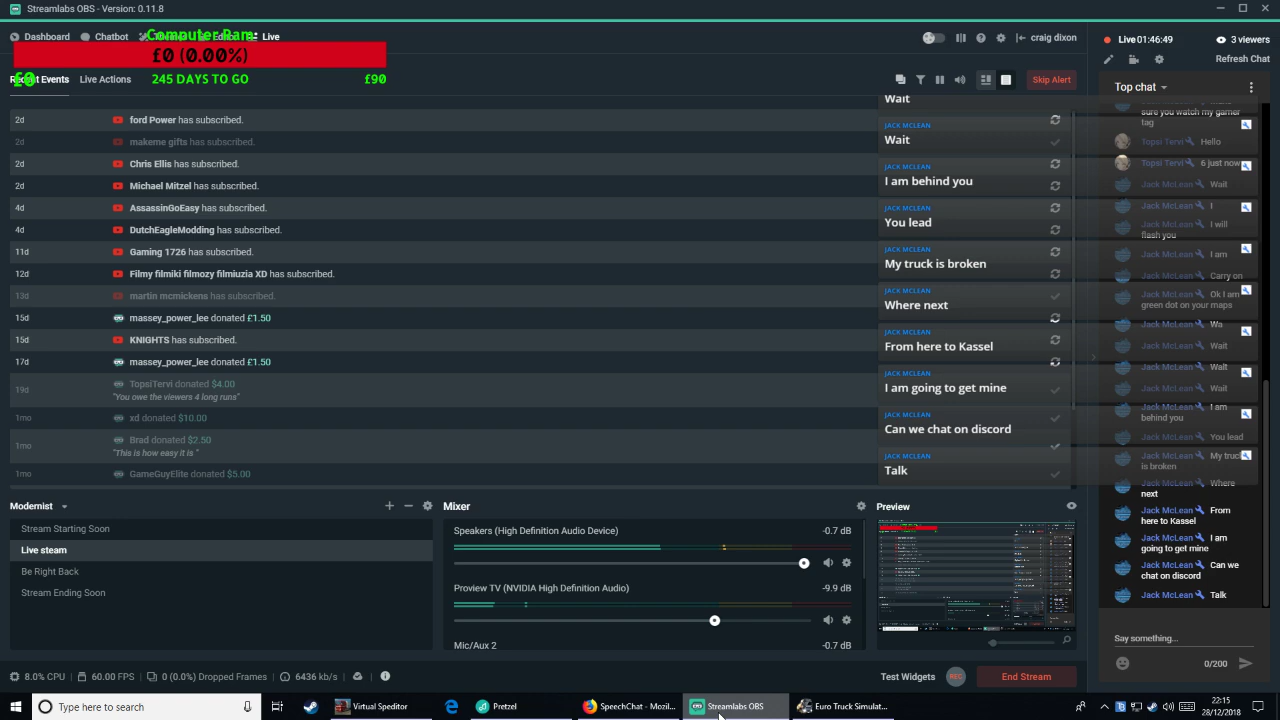 Streamlabs OBS - Version: 0.11.8
Dashboard
Chatbot
Live
Computer Ram
£0 (0.00%)
£0
245 DAYS TO GO
£90
craig dixon
Live 01:46:49
3 viewers
Refresh Chat
Recent Events
Live Actions
Skip Alert
Top chat
2d ford Power has subscribed.
2d makeme gifts has subscribed.
2d Chris Ellis has subscribed.
2d Michael Mitzel has subscribed.
4d AssassinGoEasy has subscribed.
4d DutchEagleModding has subscribed.
11d Gaming 1726 has subscribed.
12d Filmy filmiki filmozy filmiuzia XD has subscribed.
13d martin mcmickens has subscribed.
15d massey_power_lee donated £1.50
15d KNIGHTS has subscribed.
17d massey_power_lee donated £1.50
19d TopsiTervi donated $4.00
"You owe the viewers 4 long runs"
1mo xd donated $10.00
1mo Brad donated $2.50
"This is how easy it is "
1mo GameGuyElite donated $5.00
Wait
JACK MCLEAN
Wait
JACK MCLEAN
I am behind you
JACK MCLEAN
You lead
JACK MCLEAN
My truck is broken
JACK MCLEAN
Where next
JACK MCLEAN
From here to Kassel
JACK MCLEAN
I am going to get mine
JACK MCLEAN
Can we chat on discord
JACK MCLEAN
Talk
sure you watch my gamer
tag
Topsi Tervi Hello
Topsi Tervi 6 just now
Jack McLean Wait
Jack McLean I
Jack McLean I will
flash you
Jack McLean I am
Jack McLean Carry on
Jack McLean Ok I am
green dot on your maps
Jack McLean Wa
Jack McLean Wait
Jack McLean Wait
Jack McLean Wait
Jack McLean I am
behind you
Jack McLean You lead
Jack McLean My truck
is broken
Jack McLean Where
next
Jack McLean From
here to Kassel
Jack McLean I am
going to get mine
Jack McLean Can we
chat on discord
Jack McLean Talk
Say something...
0/200
Modernist
Stream Starting Soon
Live steam
Be Right Back
Stream Ending Soon
Mixer
Speakers (High Definition Audio Device) -0.7 dB
Proview TV (NVIDIA High Definition Audio) -9.9 dB
Mic/Aux 2 -0.7 dB
Preview
8.0% CPU
60.00 FPS
0 (0.0%) Dropped Frames
6436 kb/s
Test Widgets
REC
End Stream
Type here to search
Virtual Speditor
Pretzel
SpeechChat - Mozil...
Streamlabs OBS
Euro Truck Simulat...
22:15
28/12/2018